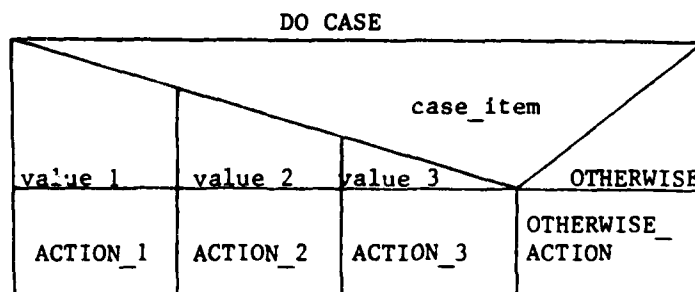 DO CASE
case_item
value 1 value 2 value 3 OTHERWISE
ACTION_1 ACTION_2 ACTION_3 OTHERWISE_
ACTION